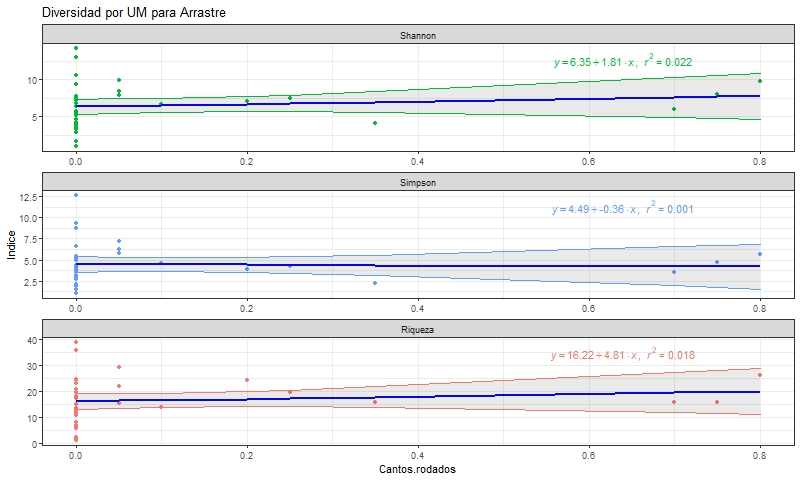 Diversidad por UM para Arrastre
Shannon
y = 6.35 + 1.81 · x, r² = 0.022
10
5
0.0 0.2 0.4 0.6 0.8
Simpson
y = 4.49 + -0.36 · x, r² = 0.001
12.5
10.0
7.5
5.0
2.5
0.0 0.2 0.4 0.6 0.8
Indice
Riqueza
y = 16.22 + 4.81 · x, r² = 0.018
40
30
20
10
0
0.0 0.2 0.4 0.6 0.8
Cantos.rodados